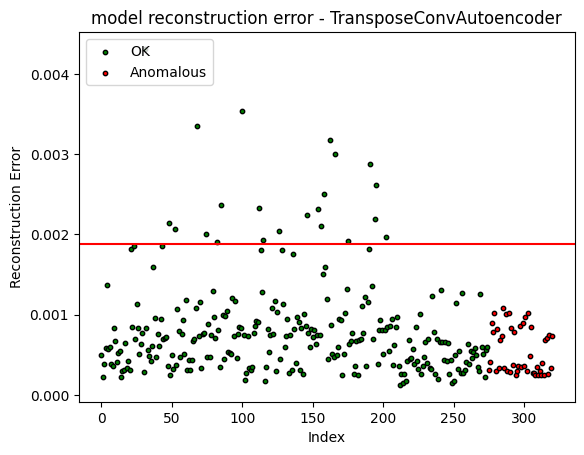 model reconstruction error - TransposeConvAutoencoder
OK
Anomalous
Reconstruction Error
0.004
0.003
0.002
0.001
0.000
0
50
100
150
200
250
300
Index